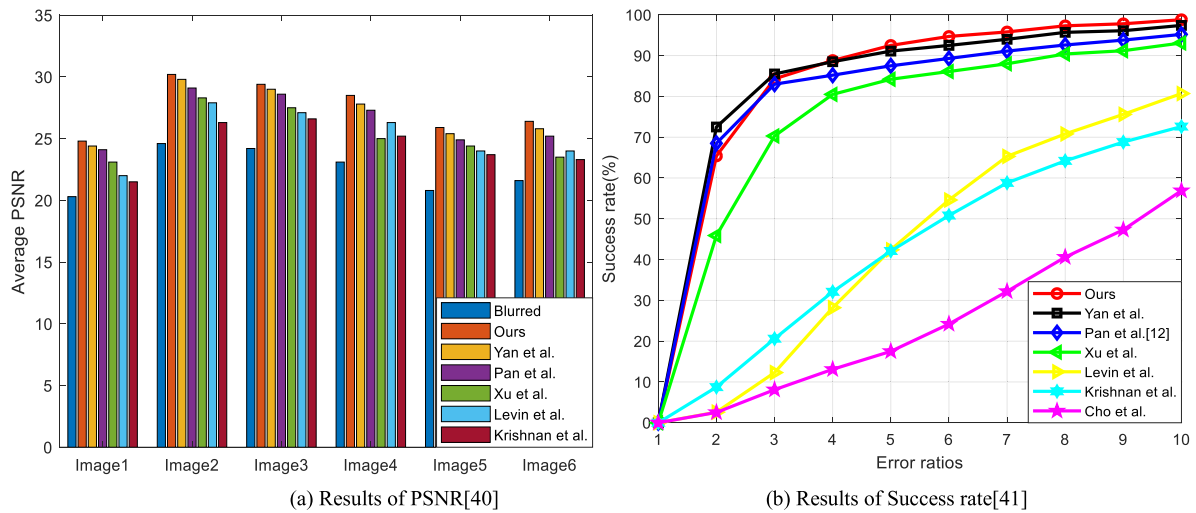 35
30
25
20
15
10
5
0
Average PSNR
Image1 Image2 Image3 Image4 Image5 Image6
Blurred
Ours
Yan et al.
Pan et al.
Xu et al.
Levin et al.
Krishnan et al.
(a) Results of PSNR[40]
100
90
80
70
60
50
40
30
20
10
0
Success rate(%)
1 2 3 4 5 6 7 8 9 10
Error ratios
Ours
Yan et al.
Pan et al.[12]
Xu et al.
Levin et al.
Krishnan et al.
Cho et al.
(b) Results of Success rate[41]